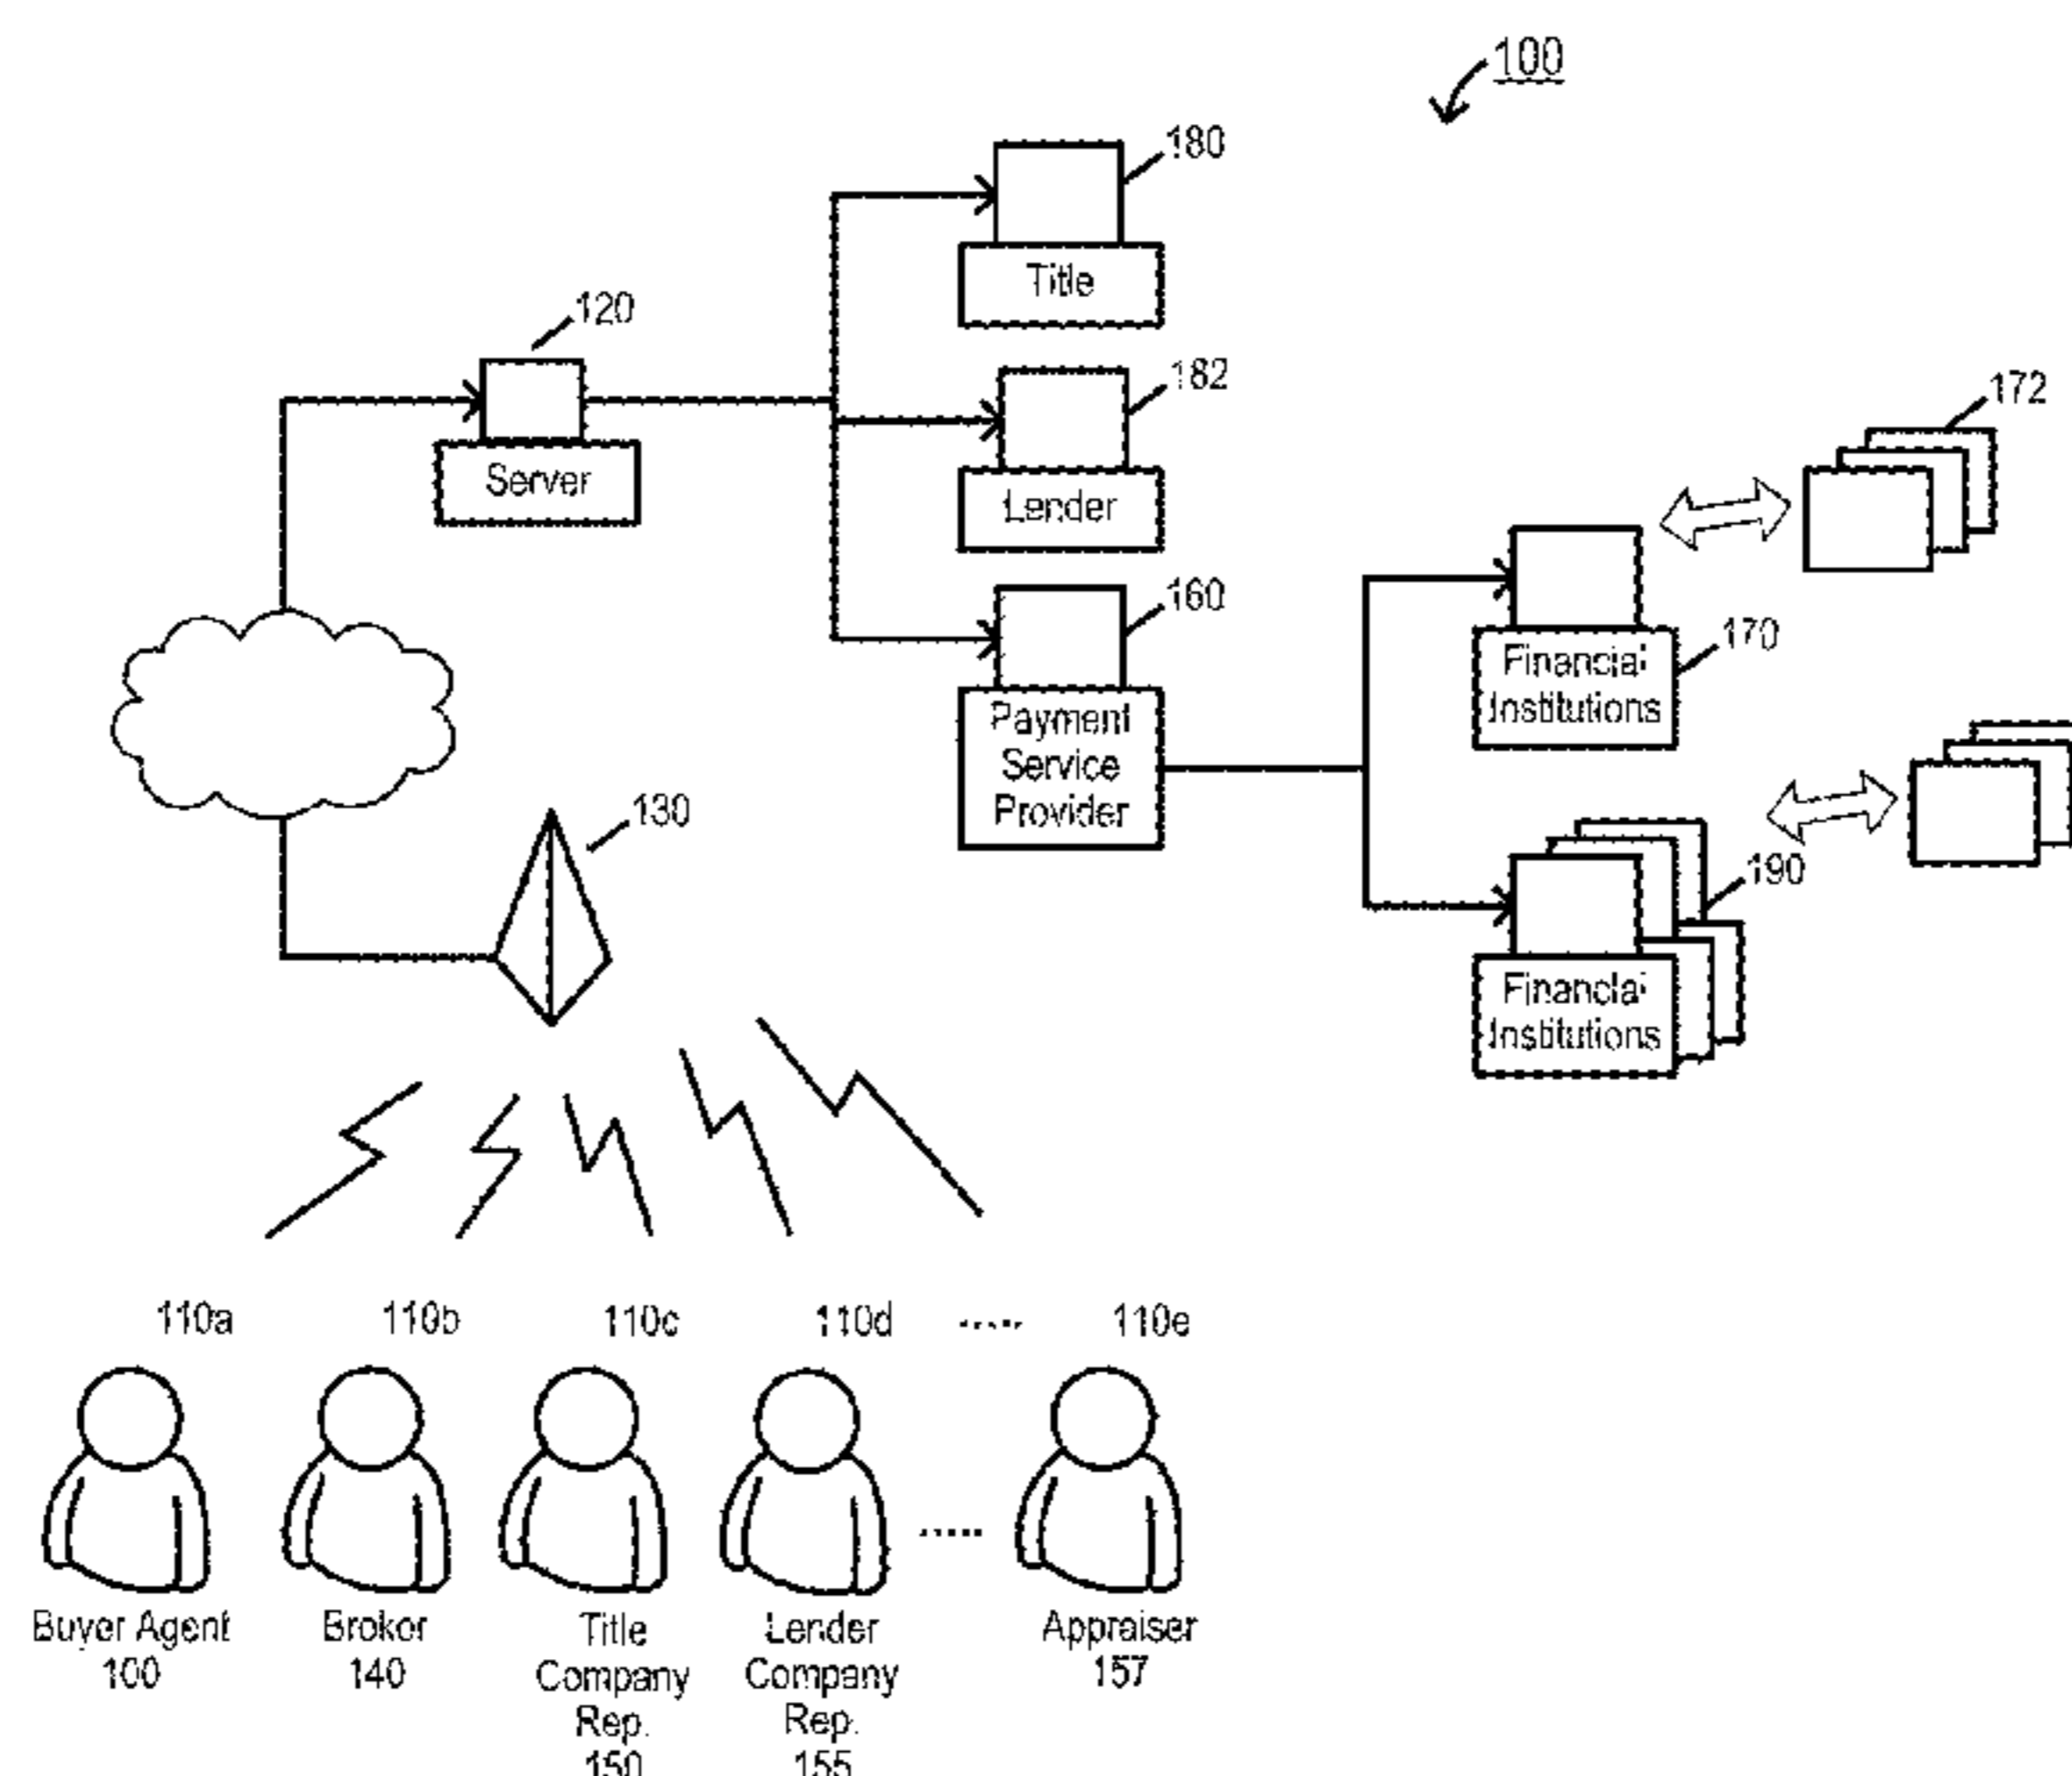 100
180
Title
120
Server
182
Lender
172
160
Payment
Service
Provider
Financial
Institutions
170
130
190
Financial
Institutions
110a 110b 110c 110d ..... 110e
.....
Buyer Agent
100
Broker
140
Title
Company
Rep.
150
Lender
Company
Rep.
155
Appraiser
157